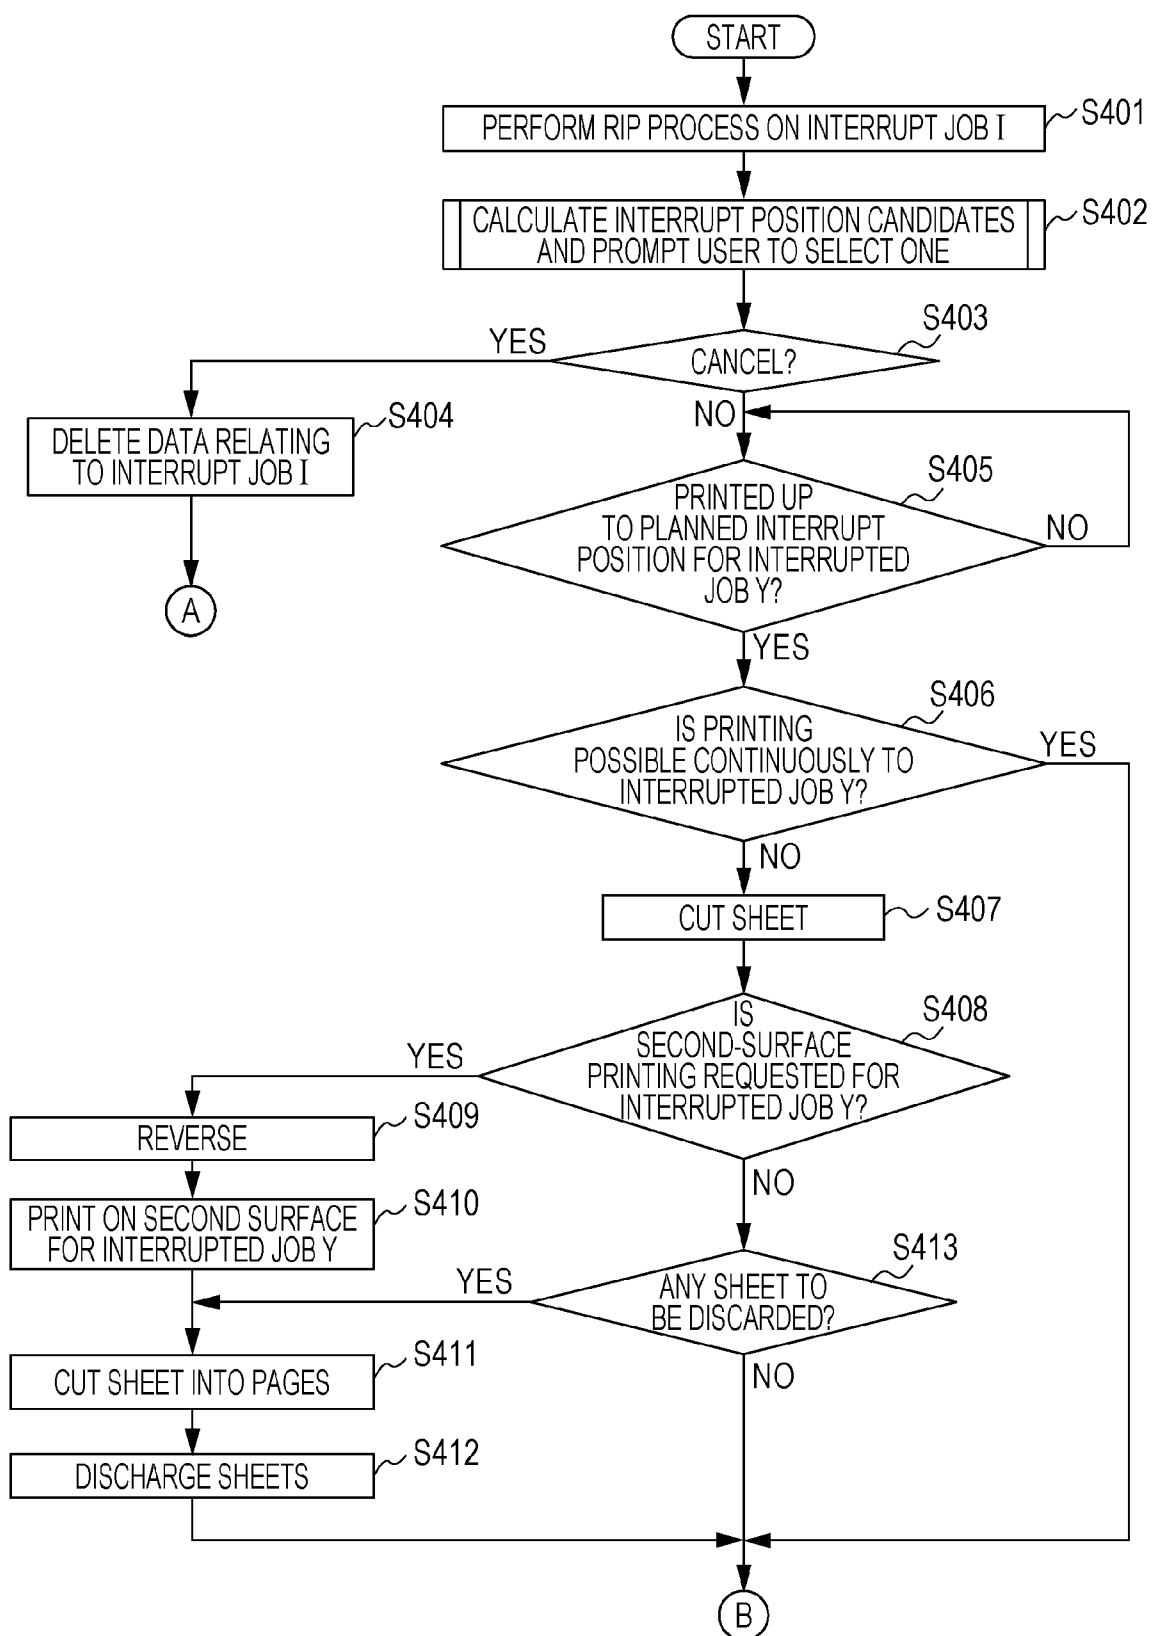 START
PERFORM RIP PROCESS ON INTERRUPT JOB I
S401
CALCULATE INTERRUPT POSITION CANDIDATES
AND PROMPT USER TO SELECT ONE
S402
CANCEL?
S403
YES
NO
DELETE DATA RELATING
TO INTERRUPT JOB I
S404
A
PRINTED UP
TO PLANNED INTERRUPT
POSITION FOR INTERRUPTED
JOB Y?
S405
NO
YES
IS PRINTING
POSSIBLE CONTINUOUSLY TO
INTERRUPTED JOB Y?
S406
YES
NO
CUT SHEET
S407
IS
SECOND-SURFACE
PRINTING REQUESTED FOR
INTERRUPTED JOB Y?
S408
YES
NO
REVERSE
S409
PRINT ON SECOND SURFACE
FOR INTERRUPTED JOB Y
S410
ANY SHEET TO
BE DISCARDED?
S413
YES
NO
CUT SHEET INTO PAGES
S411
DISCHARGE SHEETS
S412
B